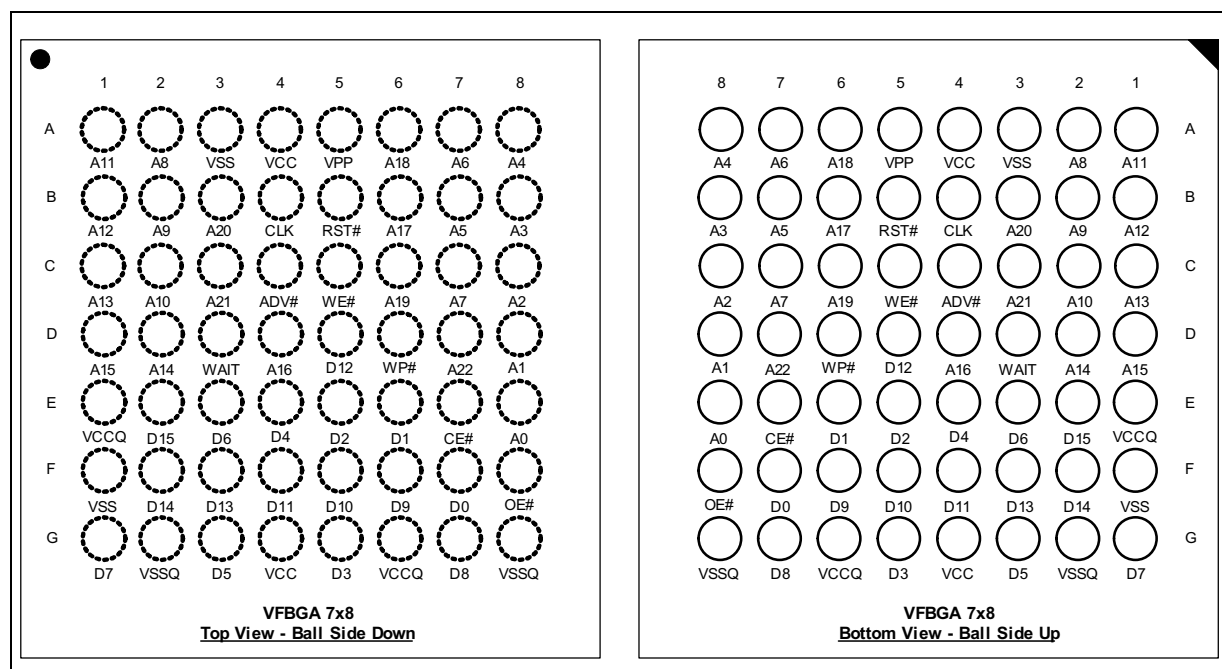 1 2 3 4 5 6 7 8
A
A11 A8 VSS VCC VPP A18 A6 A4
B
A12 A9 A20 CLK RST# A17 A5 A3
C
A13 A10 A21 ADV# WE# A19 A7 A2
D
A15 A14 WAIT A16 D12 WP# A22 A1
E
VCCQ D15 D6 D4 D2 D1 CE# A0
F
VSS D14 D13 D11 D10 D9 D0 OE#
G
D7 VSSQ D5 VCC D3 VCCQ D8 VSSQ
VFBGA 7x8
Top View - Ball Side Down
8 7 6 5 4 3 2 1
A
A4 A6 A18 VPP VCC VSS A8 A11
B
A3 A5 A17 RST# CLK A20 A9 A12
C
A2 A7 A19 WE# ADV# A21 A10 A13
D
A1 A22 WP# D12 A16 WAIT A14 A15
E
A0 CE# D1 D2 D4 D6 D15 VCCQ
F
OE# D0 D9 D10 D11 D13 D14 VSS
G
VSSQ D8 VCCQ D3 VCC D5 VSSQ D7
VFBGA 7x8
Bottom View - Ball Side Up